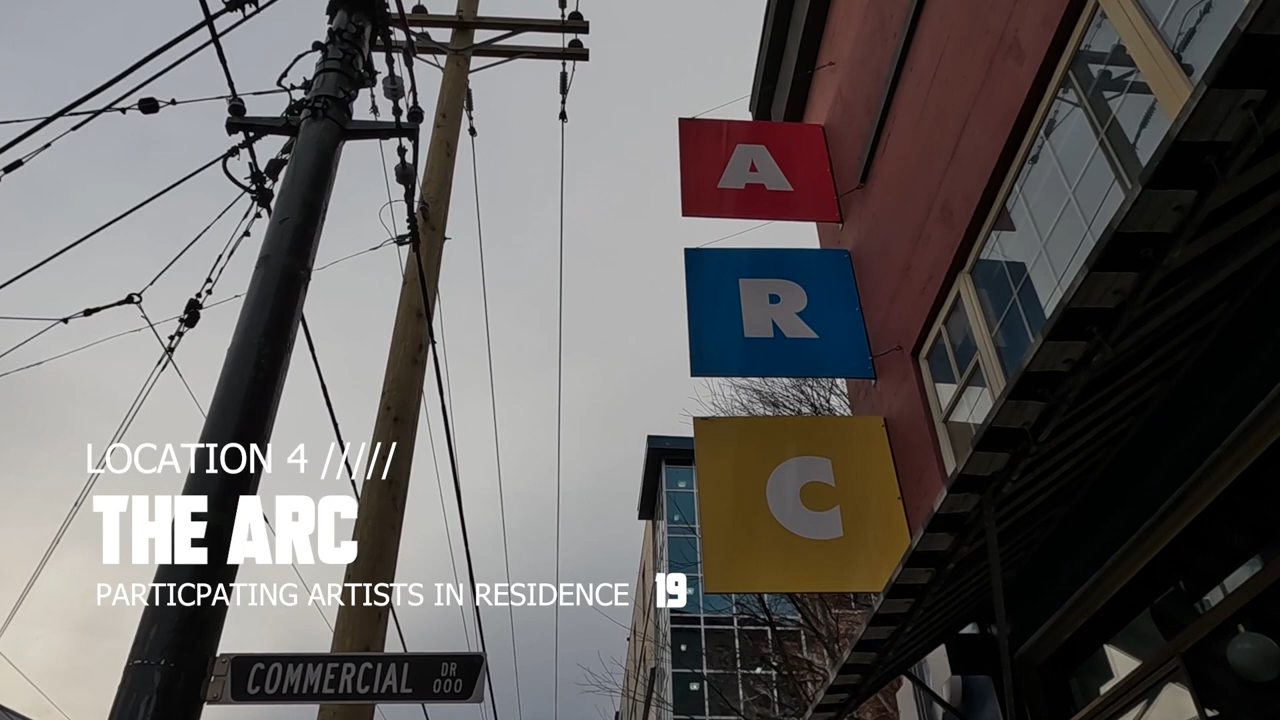 A
R
C
LOCATION 4 /////
THE ARC
PARTICPATING ARTISTS IN RESIDENCE 19
COMMERCIAL DR 000